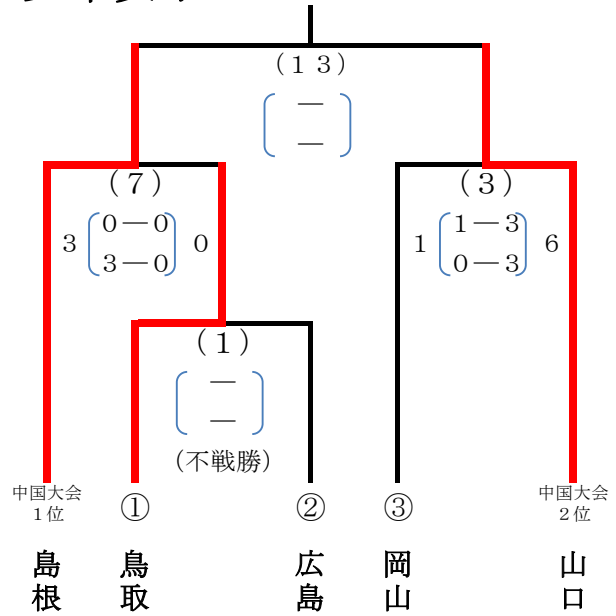 (１３)
―
―
(７)
３ ０―０ ０
３―０
(３)
１ １―３ ６
０―３
(１)
―
―
(不戦勝)
中国大会
１位
①
②
③
中国大会
２位
島根
鳥取
広島
岡山
山口